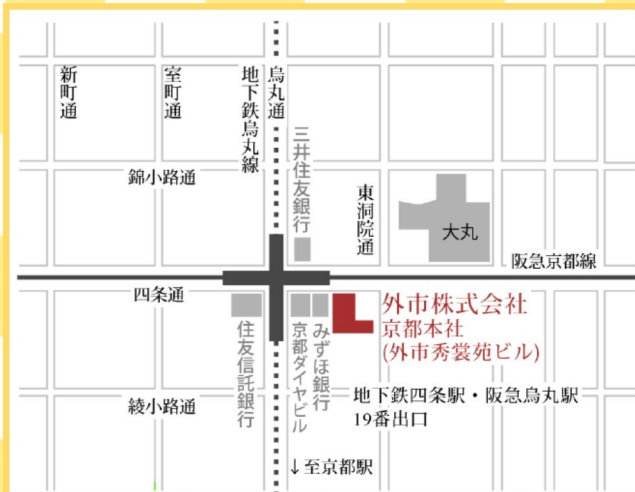 新町通
室町通
地下鉄烏丸線
烏丸通
三井住友銀行
錦小路通
東洞院通
大丸
阪急京都線
四条通
住友信託銀行
京都ダイヤビル
みずほ銀行
外市株式会社
京都本社
(外市秀裳苑ビル)
地下鉄四条駅・阪急烏丸駅
19番出口
綾小路通
↓至京都駅